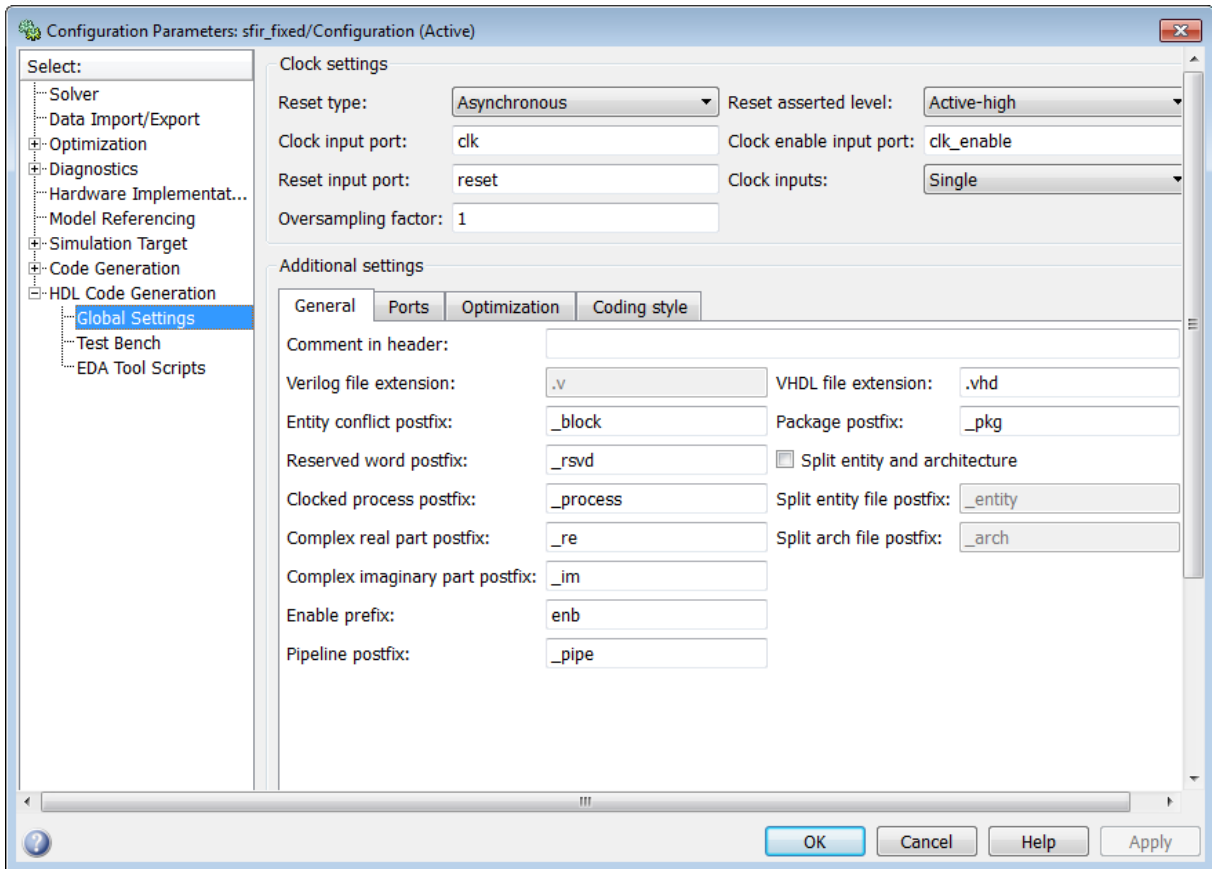 Configuration Parameters: sfir_fixed/Configuration (Active)
Select:
Solver
Data Import/Export
Optimization
Diagnostics
Hardware Implementat...
Model Referencing
Simulation Target
Code Generation
HDL Code Generation
Global Settings
Test Bench
EDA Tool Scripts
Clock settings
Reset type: Asynchronous Reset asserted level: Active-high
Clock input port: clk Clock enable input port: clk_enable
Reset input port: reset Clock inputs: Single
Oversampling factor: 1
Additional settings
General Ports Optimization Coding style
Comment in header:
Verilog file extension: .v VHDL file extension: .vhd
Entity conflict postfix: _block Package postfix: _pkg
Reserved word postfix: _rsvd Split entity and architecture
Clocked process postfix: _process Split entity file postfix: _entity
Complex real part postfix: _re Split arch file postfix: _arch
Complex imaginary part postfix: _im
Enable prefix: enb
Pipeline postfix: _pipe
OK Cancel Help Apply